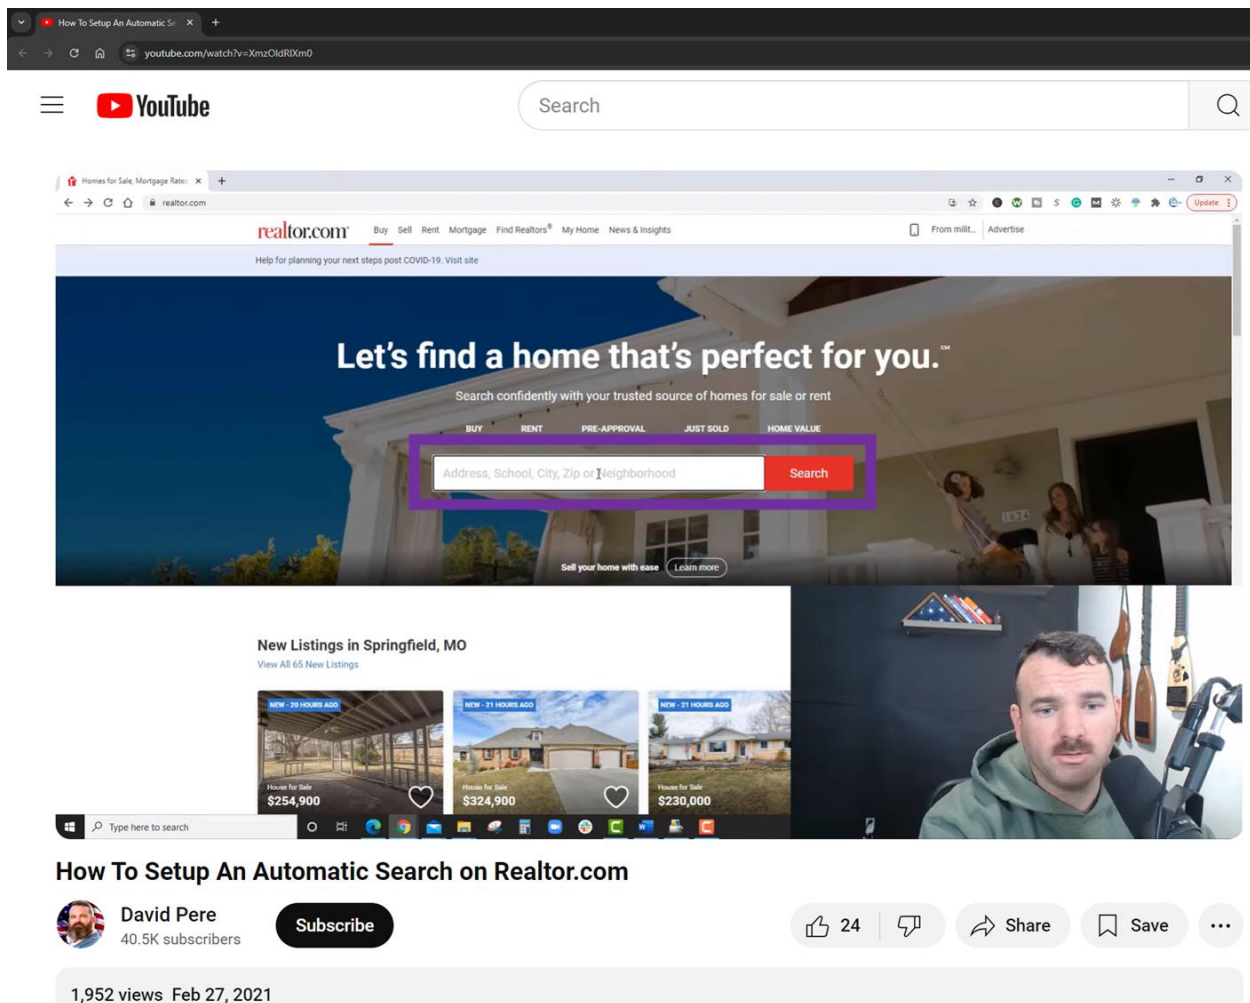 How To Setup An Automatic Se
youtube.com/watch?v=XmzOIdRIXm0
YouTube
Search
Homes for Sale, Mortgage Rates
realtor.com
Update
realtor.com®
Buy Sell Rent Mortgage Find Realtors® My Home News & Insights
From milit... Advertise
Help for planning your next steps post COVID-19. Visit site
Let's find a home that's perfect for you.℠
Search confidently with your trusted source of homes for sale or rent
BUY RENT PRE-APPROVAL JUST SOLD HOME VALUE
Address, School, City, Zip or Neighborhood
Search
1624
Sell your home with ease Learn more
New Listings in Springfield, MO
View All 65 New Listings
NEW - 20 HOURS AGO NEW - 21 HOURS AGO NEW - 21 HOURS AGO
House for Sale House for Sale House for Sale
$254,900 $324,900 $230,000
Type here to search
How To Setup An Automatic Search on Realtor.com
David Pere
40.5K subscribers
Subscribe
24
Share
Save
1,952 views Feb 27, 2021